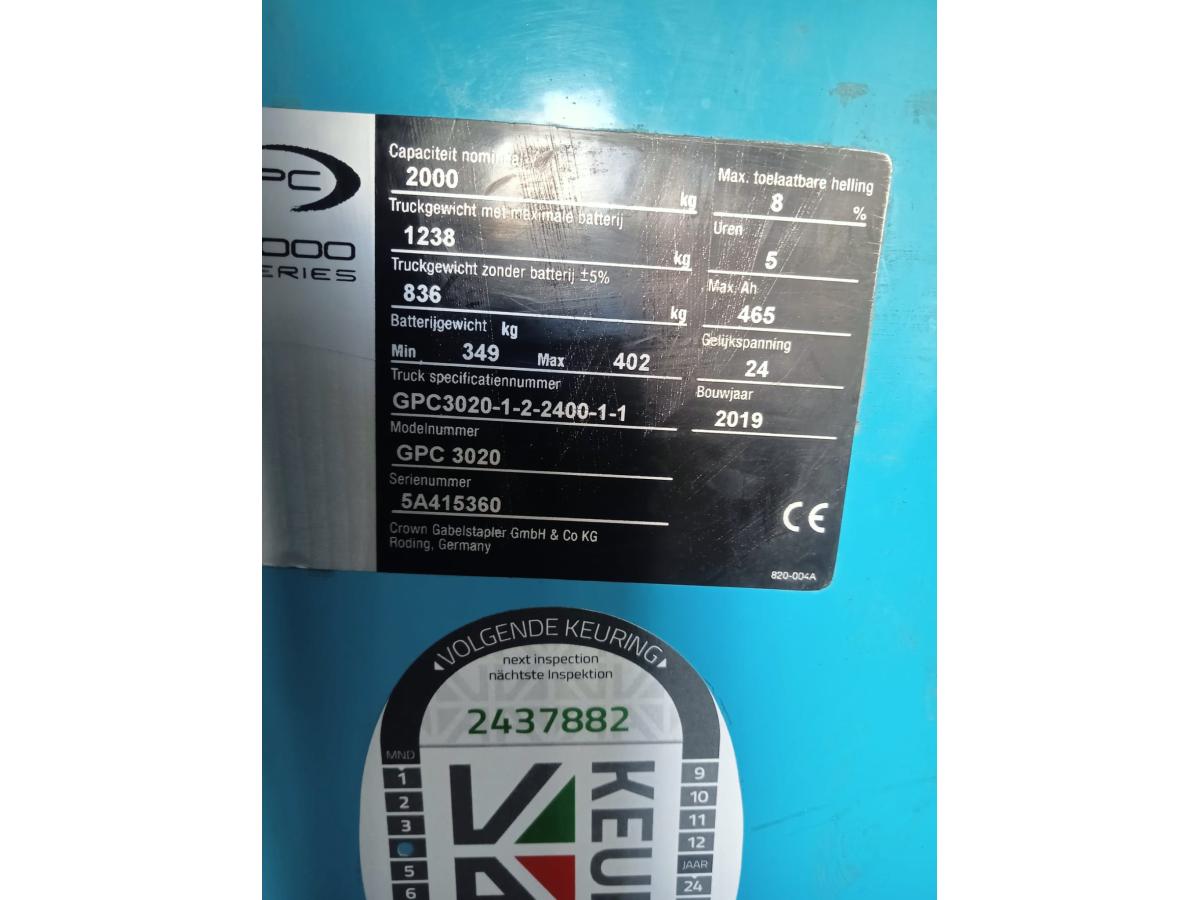 PC
000
ERIES
Capaciteit
2000 kg
Truckgewicht met maximale batterij
1238 kg
Truckgewicht zonder batterij ±5%
836 kg
Batterijgewicht kg
Min 349 Max 402
Truck specificatiennummer
GPC3020-1-2-2400-1-1
Modelnummer
GPC 3020
Serienummer
5A415360
Crown Gabelstapler GmbH & Co KG
Roding, Germany
Max. toelaatbare helling
8 %
Uren
5
Max. Ah
465
Gelijkspanning
24
Bouwjaar
2019
CE
820-004A
VOLGENDE KEURING
next inspection
nächste Inspektion
2437882
MND
1
2
3
5
6
KEU
9
10
11
12
JAAR
24